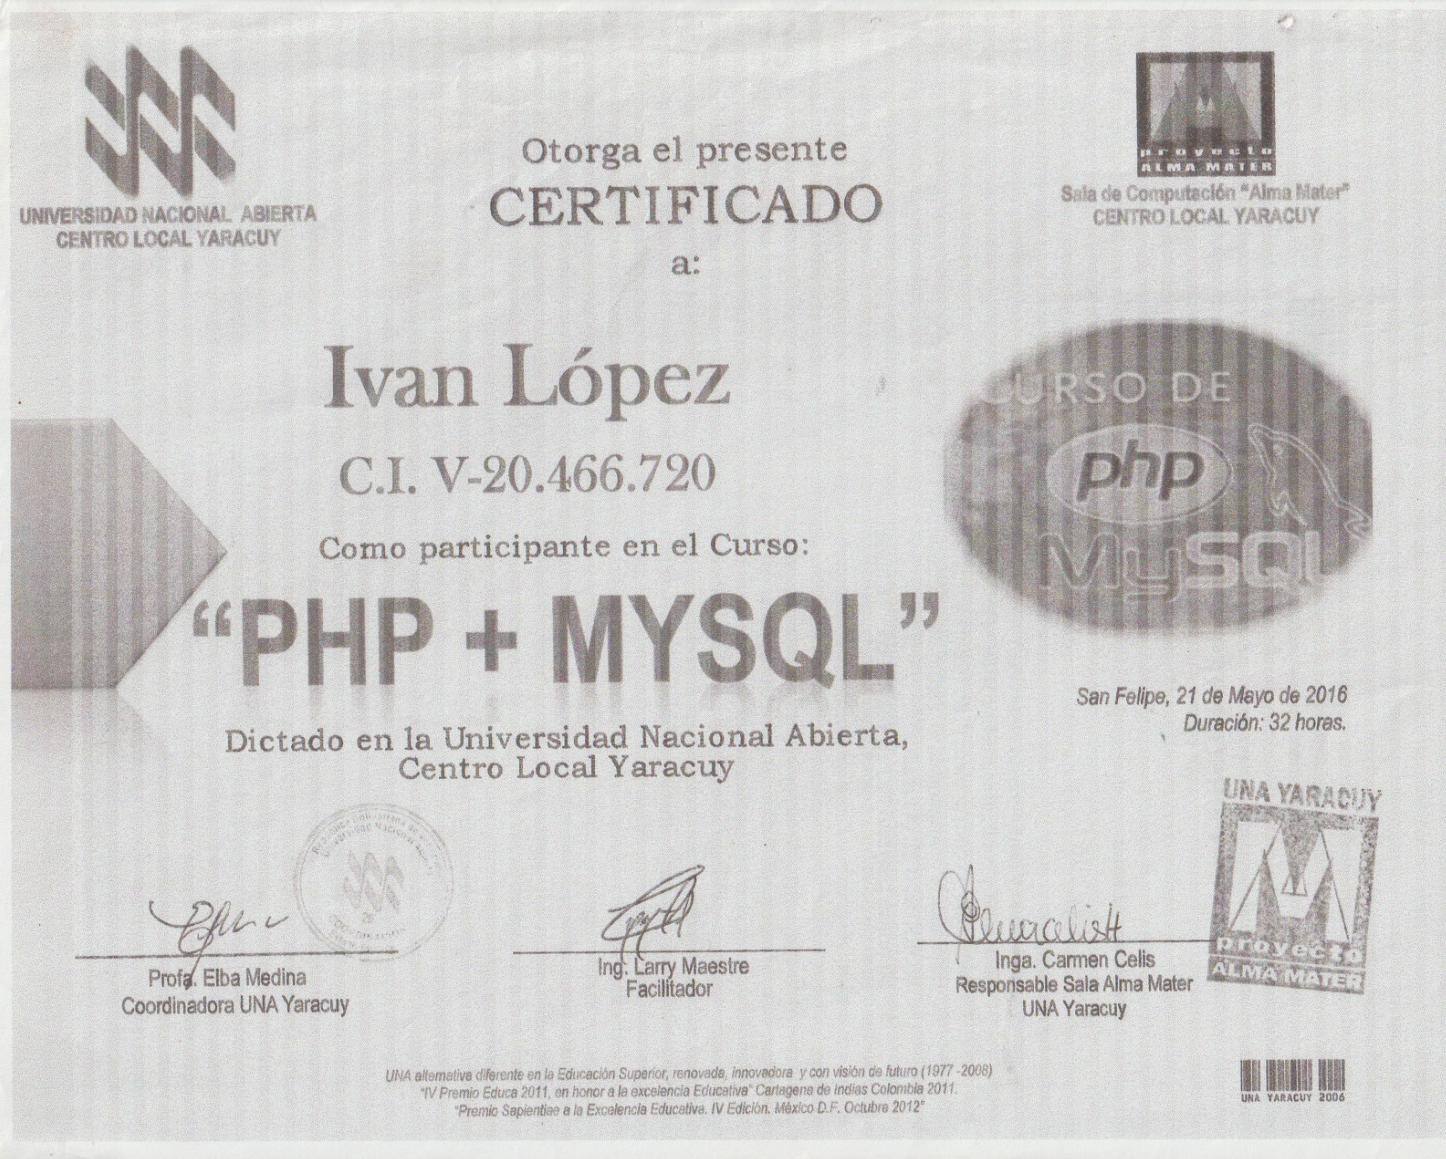 UNIVERSIDAD NACIONAL ABIERTA
CENTRO LOCAL YARACUY
proyecto
ALMA MATER
Sala de Computación "Alma Mater"
CENTRO LOCAL YARACUY
Otorga el presente
CERTIFICADO
a:
Ivan López
C.I. V-20.466.720
Como participante en el Curso:
“PHP + MYSQL”
Dictado en la Universidad Nacional Abierta,
Centro Local Yaracuy
CURSO DE
php
MySQL
San Felipe, 21 de Mayo de 2016
Duración: 32 horas.
Profa. Elba Medina
Coordinadora UNA Yaracuy
Ing. Larry Maestre
Facilitador
Inga. Carmen Celis
Responsable Sala Alma Mater
UNA Yaracuy
UNA YARACUY
proyecto
ALMA MATER
UNA alternativa diferente en la Educación Superior, renovada, innovadora y con visión de futuro (1977 -2008)
"IV Premio Educa 2011, en honor a la excelencia Educativa" Cartagena de Indias Colombia 2011.
"Premio Sapientiae a la Excelencia Educativa. IV Edición. México D.F. Octubre 2012"
UNA YARACUY 2006